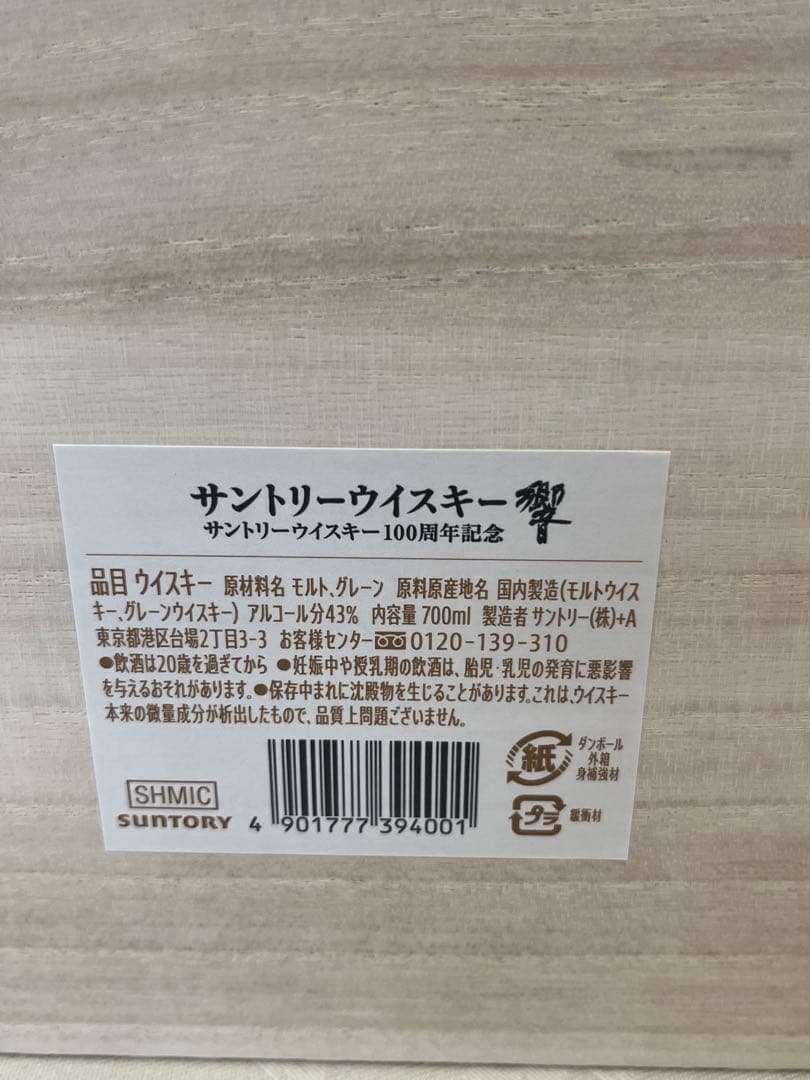 サントリーウイスキー響
サントリーウイスキー100周年記念
品目 ウイスキー 原材料名 モルト、グレーン 原料原産地名 国内製造(モルトウイス
キー、グレーンウイスキー) アルコール分43% 内容量 700ml 製造者 サントリー(株)+A
東京都港区台場2丁目3-3 お客様センター 0120-139-310
●飲酒は20歳を過ぎてから ●妊娠中や授乳期の飲酒は、胎児・乳児の発育に悪影響
を与えるおそれがあります。●保存中まれに沈殿物を生じることがあります。これは、ウイスキー
本来の微量成分が析出したもので、品質上問題ございません。
紙 ダンボール
外箱
身補強材
プラ 緩衝材
SHMIC
SUNTORY
4 901777 394001